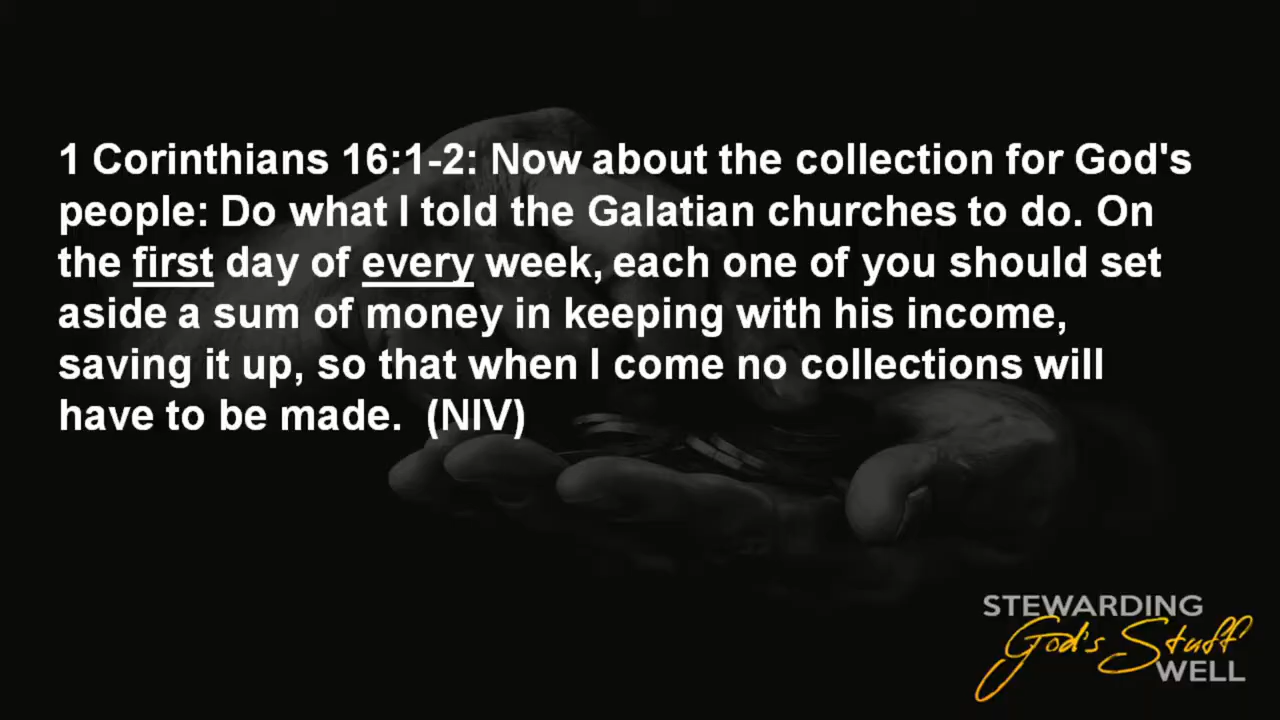 1 Corinthians 16:1-2: Now about the collection for God's
people: Do what I told the Galatian churches to do. On
the first day of every week, each one of you should set
aside a sum of money in keeping with his income,
saving it up, so that when I come no collections will
have to be made.  (NIV)
STEWARDING
God's Stuff
WELL